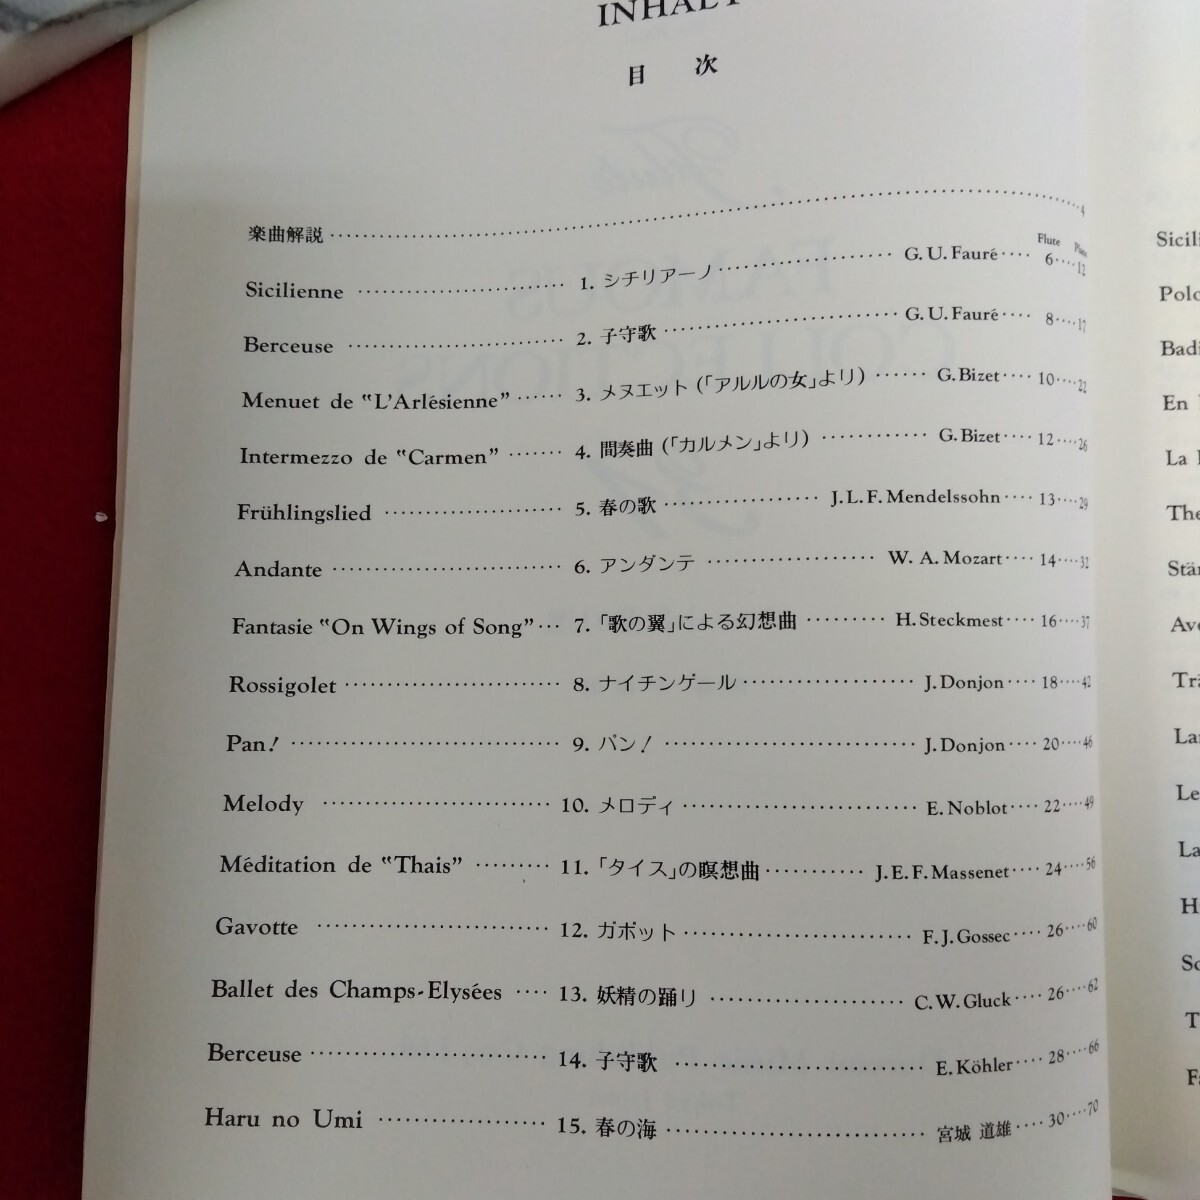 INHALT
目 次
楽曲解説 4
Flute Piano
Sicilienne 1. シチリアーノ G. U. Fauré 6 12
Berceuse 2. 子守歌 G. U. Fauré 8 17
Menuet de "L'Arlésienne" 3. メヌエット (「アルルの女」より) G. Bizet 10 22
Intermezzo de "Carmen" 4. 間奏曲 (「カルメン」より) G. Bizet 12 26
Frühlingslied 5. 春の歌 J. L. F. Mendelssohn 13 29
Andante 6. アンダンテ W. A. Mozart 14 32
Fantasie "On Wings of Song" 7. 「歌の翼」による幻想曲 H. Steckmest 16 37
Rossigolet 8. ナイチンゲール J. Donjon 18 42
Pan! 9. パン! J. Donjon 20 46
Melody 10. メロディ E. Noblot 22 49
Méditation de "Thais" 11. 「タイス」の瞑想曲 J. E. F. Massenet 24 56
Gavotte 12. ガボット F. J. Gossec 26 60
Ballet des Champs-Elysées 13. 妖精の踊り C. W. Gluck 26 62
Berceuse 14. 子守歌 E. Köhler 28 66
Haru no Umi 15. 春の海 宮城 道雄 30 70